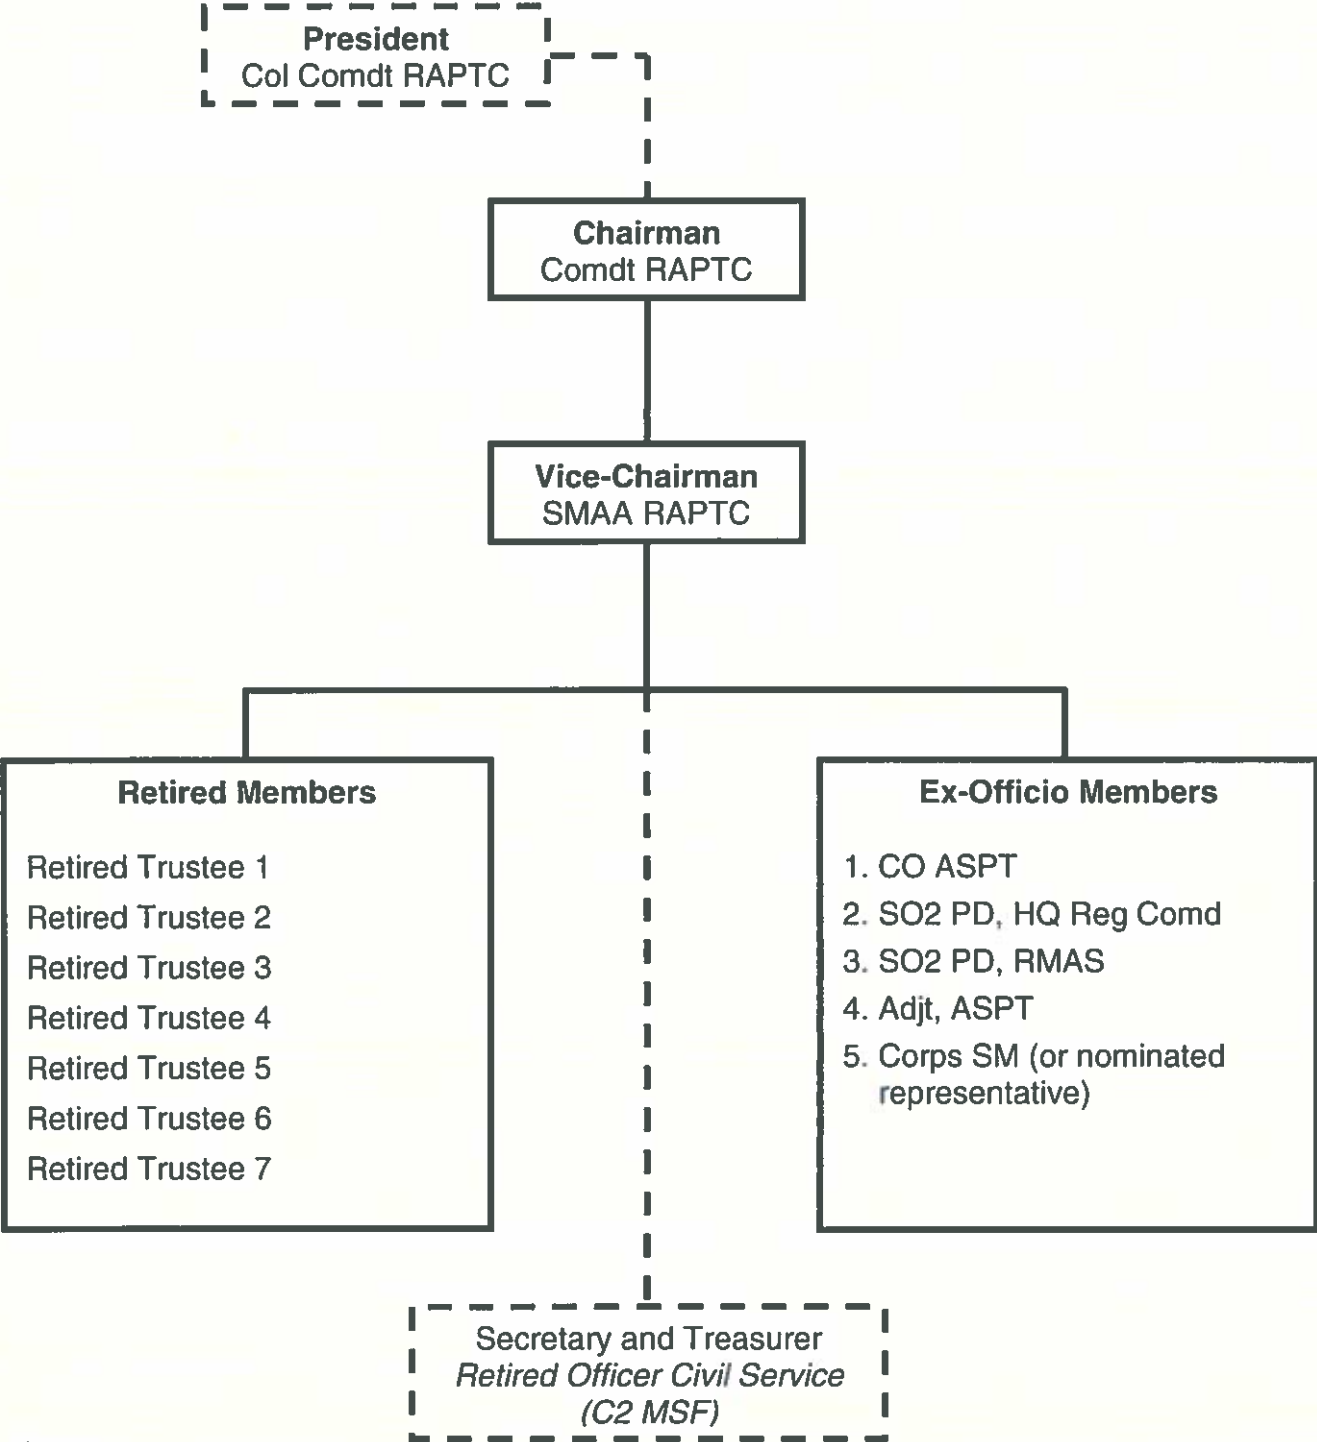 President
Col Comdt RAPTC
Chairman
Comdt RAPTC
Vice-Chairman
SMAA RAPTC
Retired Members
Retired Trustee 1
Retired Trustee 2
Retired Trustee 3
Retired Trustee 4
Retired Trustee 5
Retired Trustee 6
Retired Trustee 7
Ex-Officio Members
1. CO ASPT
2. SO2 PD, HQ Reg Comd
3. SO2 PD, RMAS
4. Adjt, ASPT
5. Corps SM (or nominated
representative)
Secretary and Treasurer
Retired Officer Civil Service
(C2 MSF)